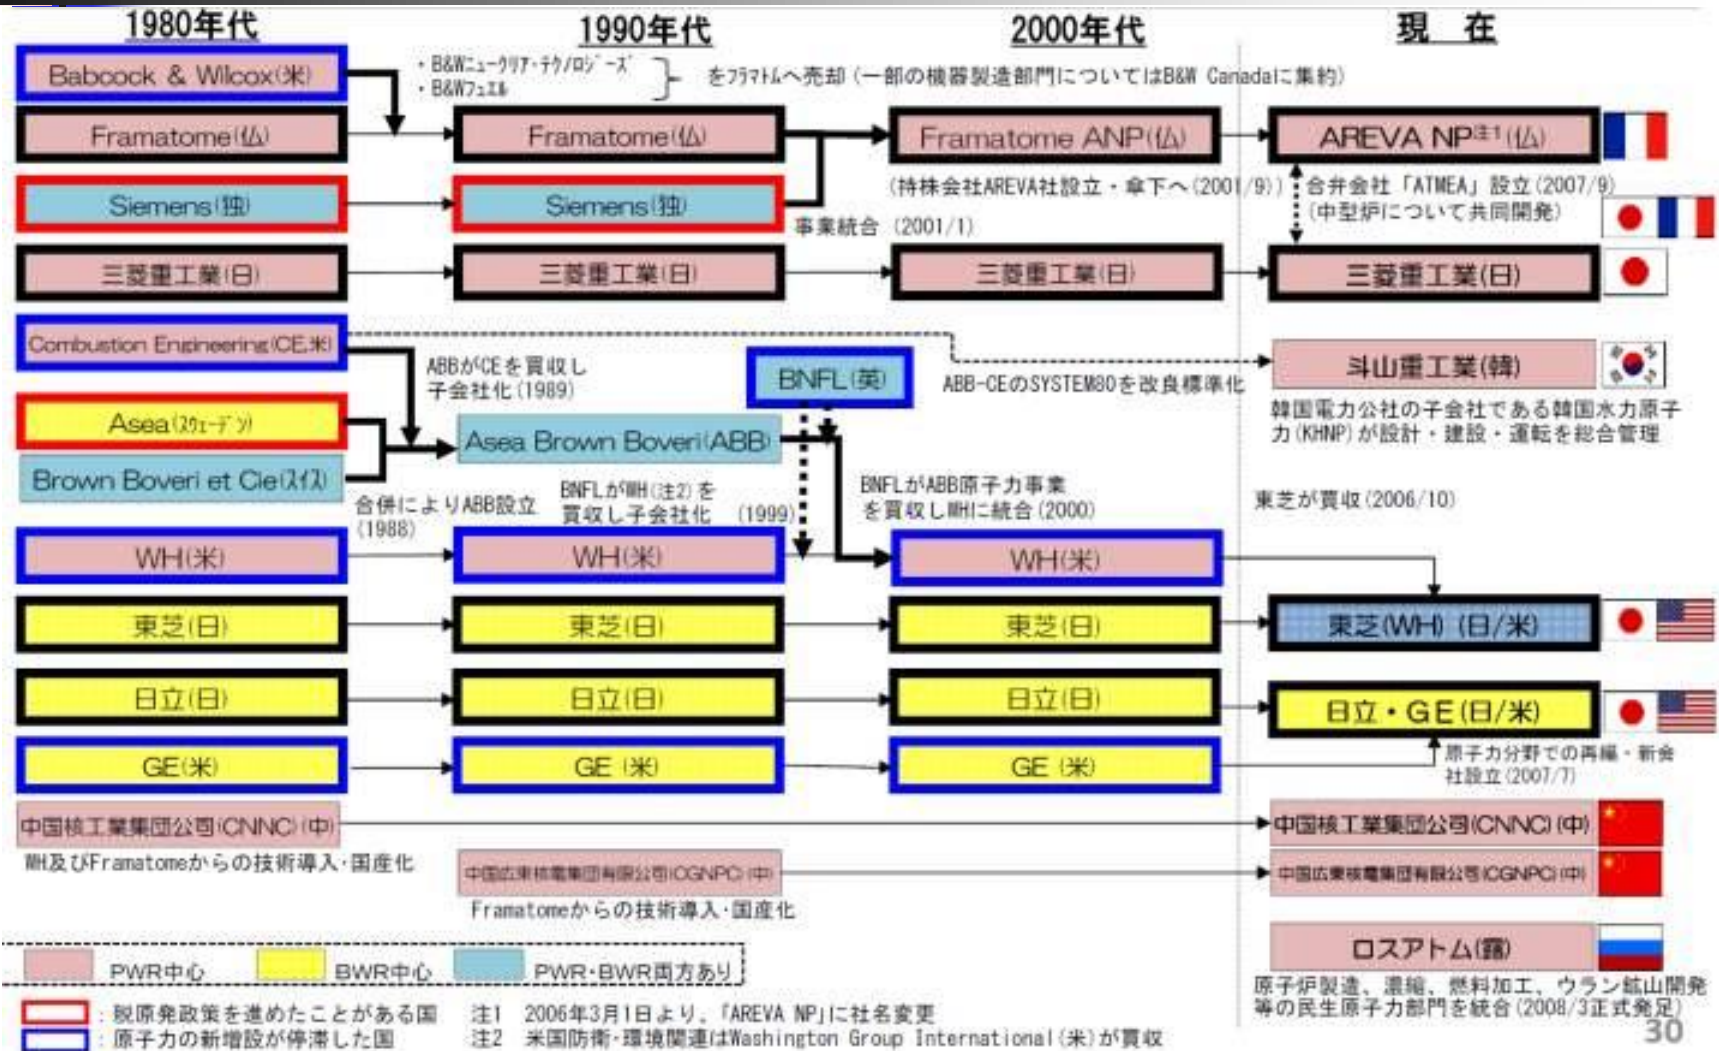 1980年代
1990年代
2000年代
現 在
Babcock & Wilcox(米)
・B&Wニュークリア・テクノロジーズ
・B&Wフュエル
をフラマトムへ売却(一部の機器製造部門についてはB&W Canadaに集約)
Framatome(仏)
Framatome(仏)
Framatome ANP(仏)
AREVA NP注1(仏)
(持株会社AREVA社設立・傘下へ(2001/9))
合弁会社「ATMEA」設立(2007/9)
(中型炉について共同開発)
Siemens(独)
Siemens(独)
事業統合 (2001/1)
三菱重工業(日)
三菱重工業(日)
三菱重工業(日)
三菱重工業(日)
Combustion Engineering(CE,米)
ABBがCEを買収し
子会社化(1989)
BNFL(英)
ABB-CEのSYSTEM80を改良標準化
斗山重工業(韓)
韓国電力公社の子会社である韓国水力原子
力(KHNP)が設計・建設・運転を総合管理
Asea(スウェーデン)
Asea Brown Boveri(ABB)
Brown Boveri et Cie(スイス)
合併によりABB設立
(1988)
BNFLがWH(注2)を
買収し子会社化 (1999)
BNFLがABB原子力事業
を買収しWHに統合(2000)
東芝が買収(2006/10)
WH(米)
WH(米)
WH(米)
東芝(日)
東芝(日)
東芝(日)
東芝(WH) (日/米)
日立(日)
日立(日)
日立(日)
日立・GE(日/米)
GE(米)
GE (米)
GE (米)
原子力分野での再編・新会
社設立(2007/7)
中国核工業集団公司(CNNC)(中)
中国核工業集団公司(CNNC)(中)
WH及びFramatomeからの技術導入・国産化
中国広東核電集団有限公司(CGNPC)(中)
中国広東核電集団有限公司(CGNPC)(中)
Framatomeからの技術導入・国産化
ロスアトム(露)
原子炉製造、濃縮、燃料加工、ウラン鉱山開発
等の民生原子力部門を統合(2008/3正式発足)
PWR中心
BWR中心
PWR・BWR両方あり
:脱原発政策を進めたことがある国
:原子力の新増設が停滞した国
注1 2006年3月1日より、「AREVA NP」に社名変更
注2 米国防衛・環境関連はWashington Group International(米)が買収
30